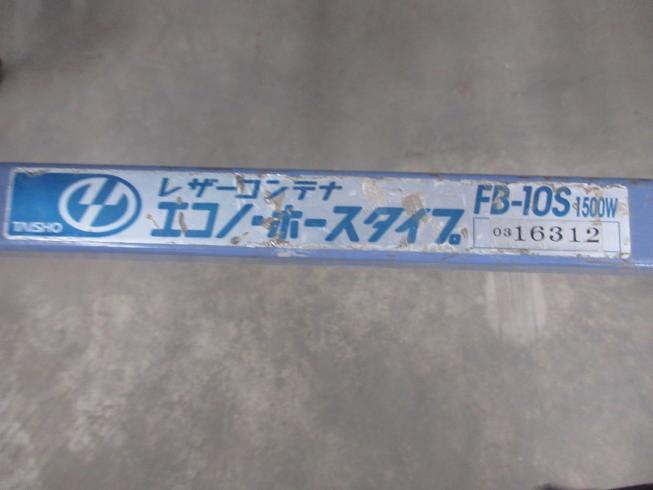 TAISHO
レザーコンテナ
エコノ・ホースタイプ
FB-10S 1500W
0316312